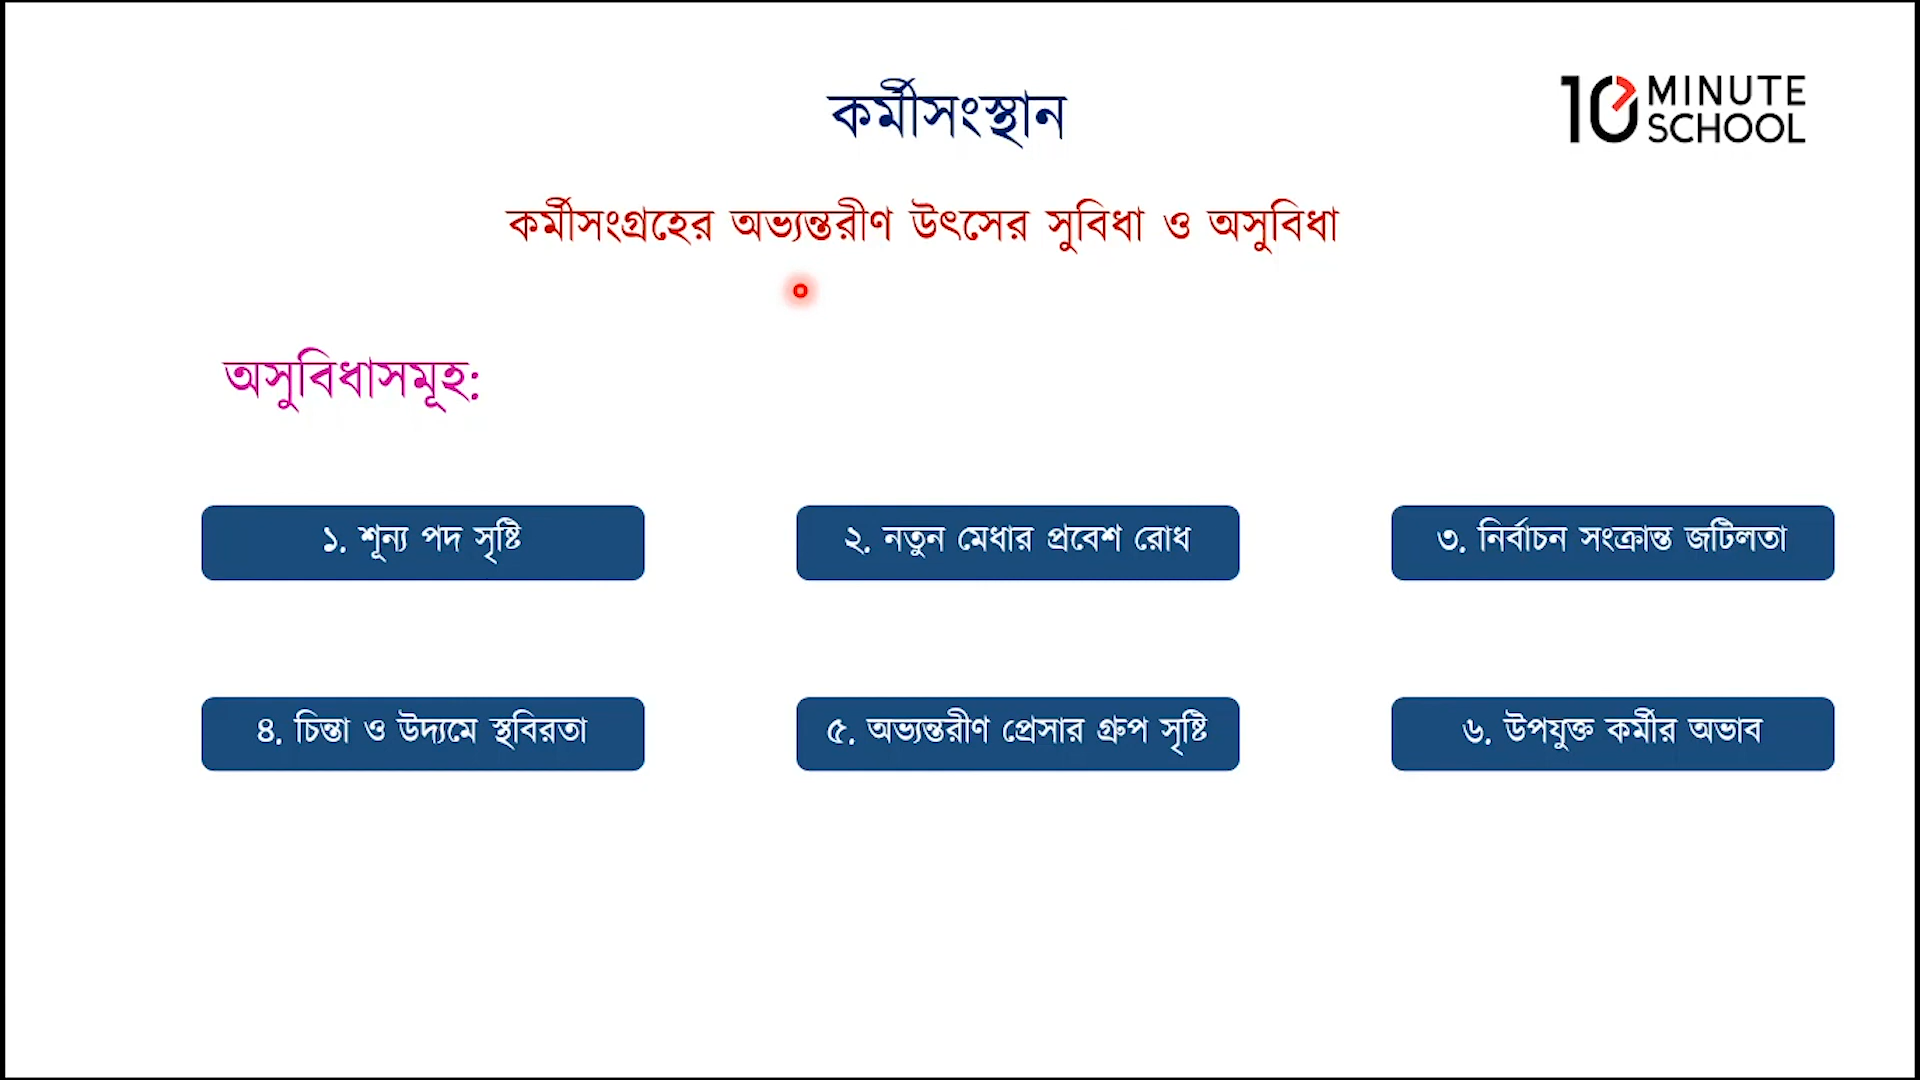 কর্মীসংস্থান
10 MINUTE SCHOOL
কর্মীসংগ্রহের অভ্যন্তরীণ উৎসের সুবিধা ও অসুবিধা
অসুবিধাসমূহ:
১. শূন্য পদ সৃষ্টি
২. নতুন মেধার প্রবেশ রোধ
৩. নির্বাচন সংক্রান্ত জটিলতা
৪. চিন্তা ও উদ্যমে স্থবিরতা
৫. অভ্যন্তরীণ প্রেসার গ্রুপ সৃষ্টি
৬. উপযুক্ত কর্মীর অভাব